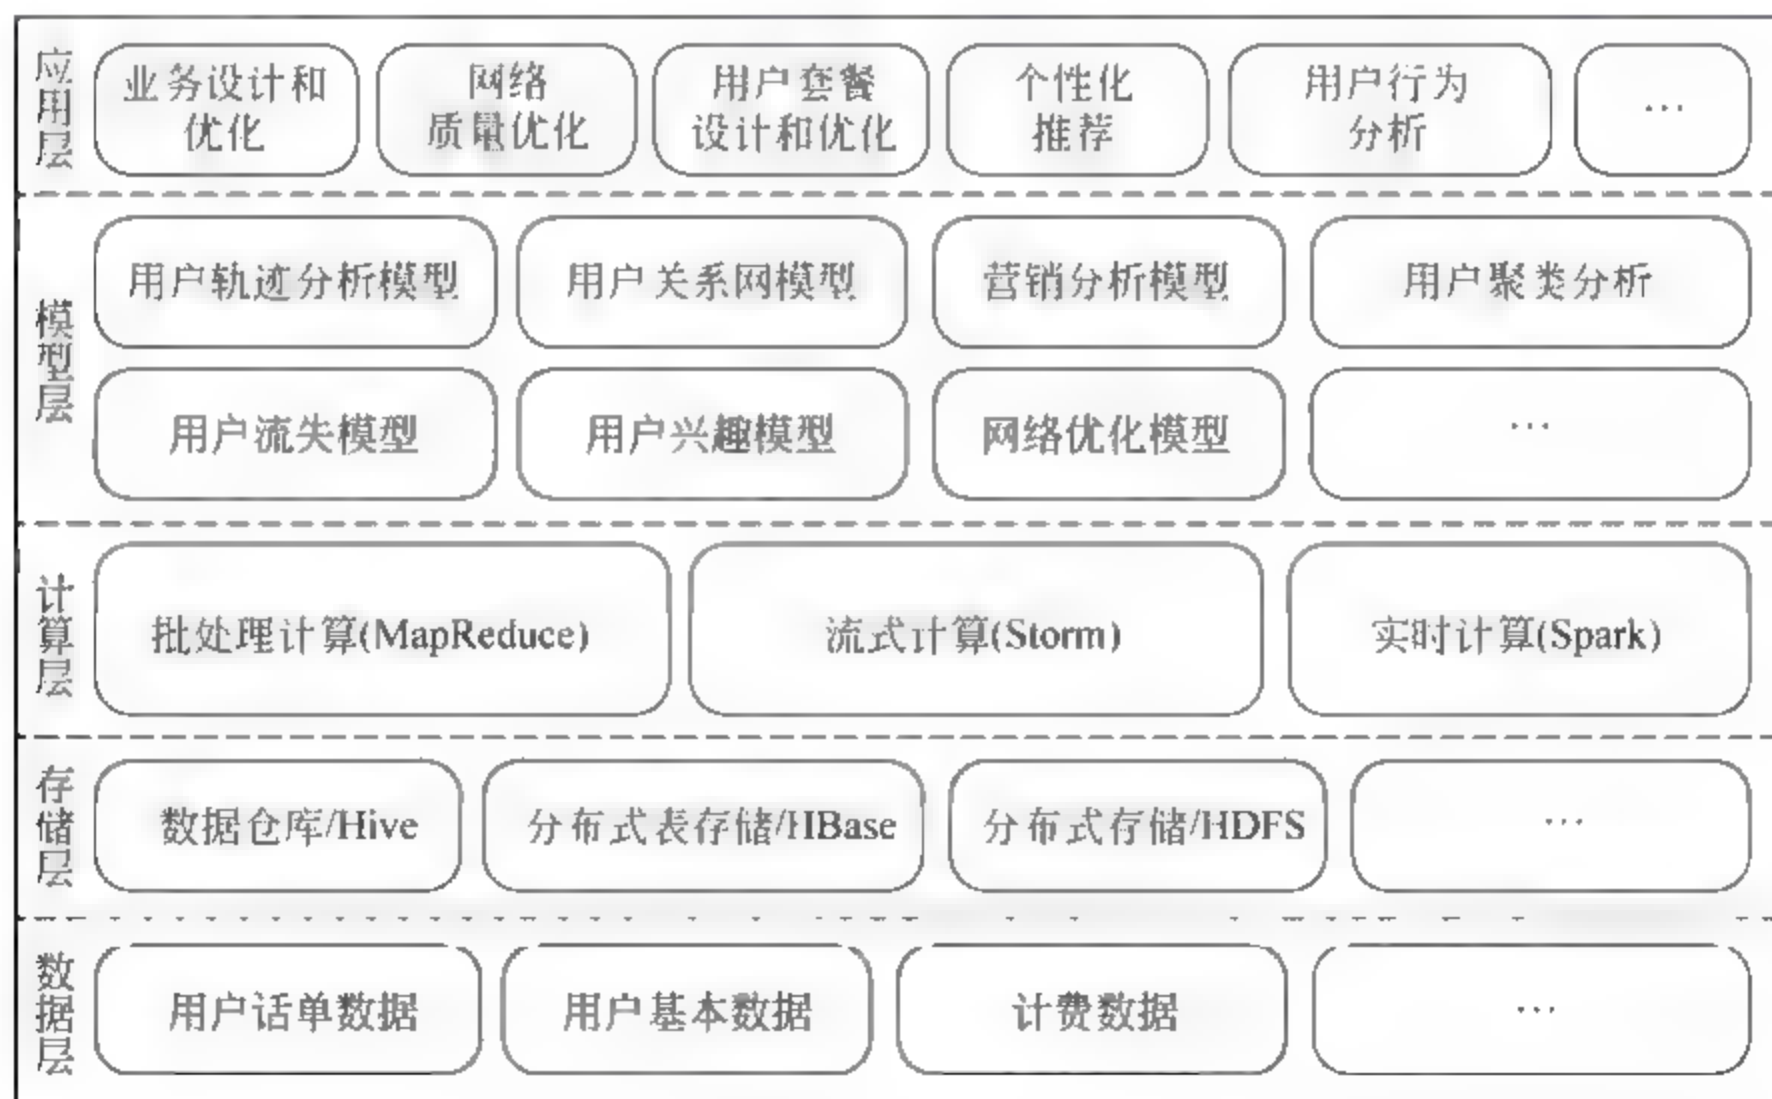 应用层
业务设计和
优化
网络
质量优化
用户套餐
设计和优化
个性化
推荐
用户行为
分析
…
模型层
用户轨迹分析模型
用户关系网模型
营销分析模型
用户聚类分析
用户流失模型
用户兴趣模型
网络优化模型
…
计算层
批处理计算(MapReduce)
流式计算(Storm)
实时计算(Spark)
存储层
数据仓库/Hive
分布式表存储/HBase
分布式存储/HDFS
…
数据层
用户话单数据
用户基本数据
计费数据
…